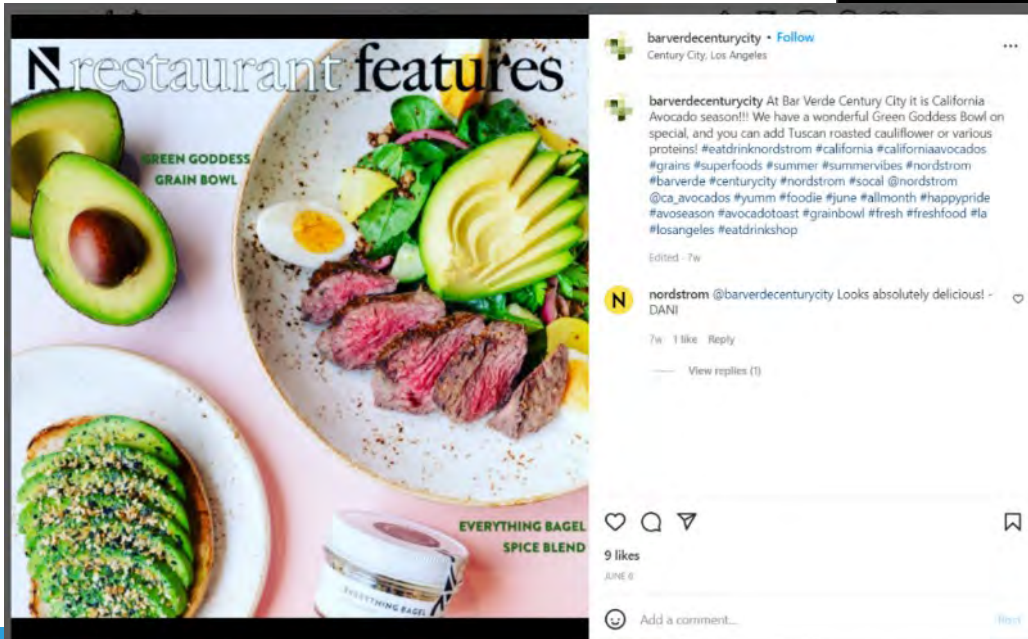 N restaurant features
GREEN GODDESS
GRAIN BOWL
EVERYTHING BAGEL
SPICE BLEND
EVERYTHING BAGEL
barverdecenturycity • Follow
Century City, Los Angeles
barverdecenturycity At Bar Verde Century City it is California
Avocado season!!! We have a wonderful Green Goddess Bowl on
special, and you can add Tuscan roasted cauliflower or various
proteins! #eatdrinknordstrom #california #californiaavocados
#grains #superfoods #summer #summervibes #nordstrom
#barverde #centurycity #nordstrom #socal @nordstrom
@ca_avocados #yumm #foodie #june #allmonth #happypride
#avoseason #avocadotoast #grainbowl #fresh #freshfood #la
#losangeles #eatdrinkshop
Edited · 7w
N
nordstrom @barverdecenturycity Looks absolutely delicious! -
DANI
7w 1 like Reply
View replies (1)
9 likes
JUNE 6
Add a comment...
Post